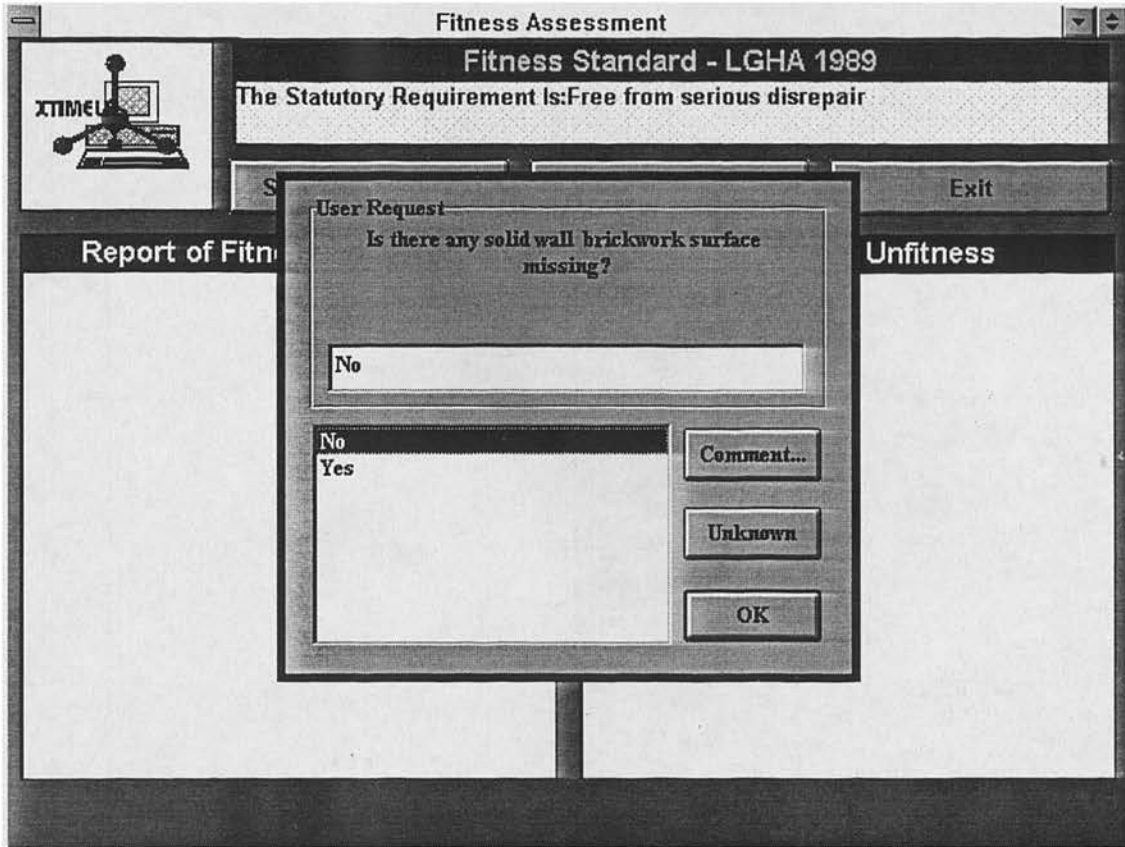 Fitness Assessment
Fitness Standard - LGHA 1989
XTIMEL
The Statutory Requirement Is:Free from serious disrepair
S
Exit
Report of Fitn
Unfitness
User Request
Is there any solid wall brickwork surface
missing?
No
No
Yes
Comment...
Unknown
OK